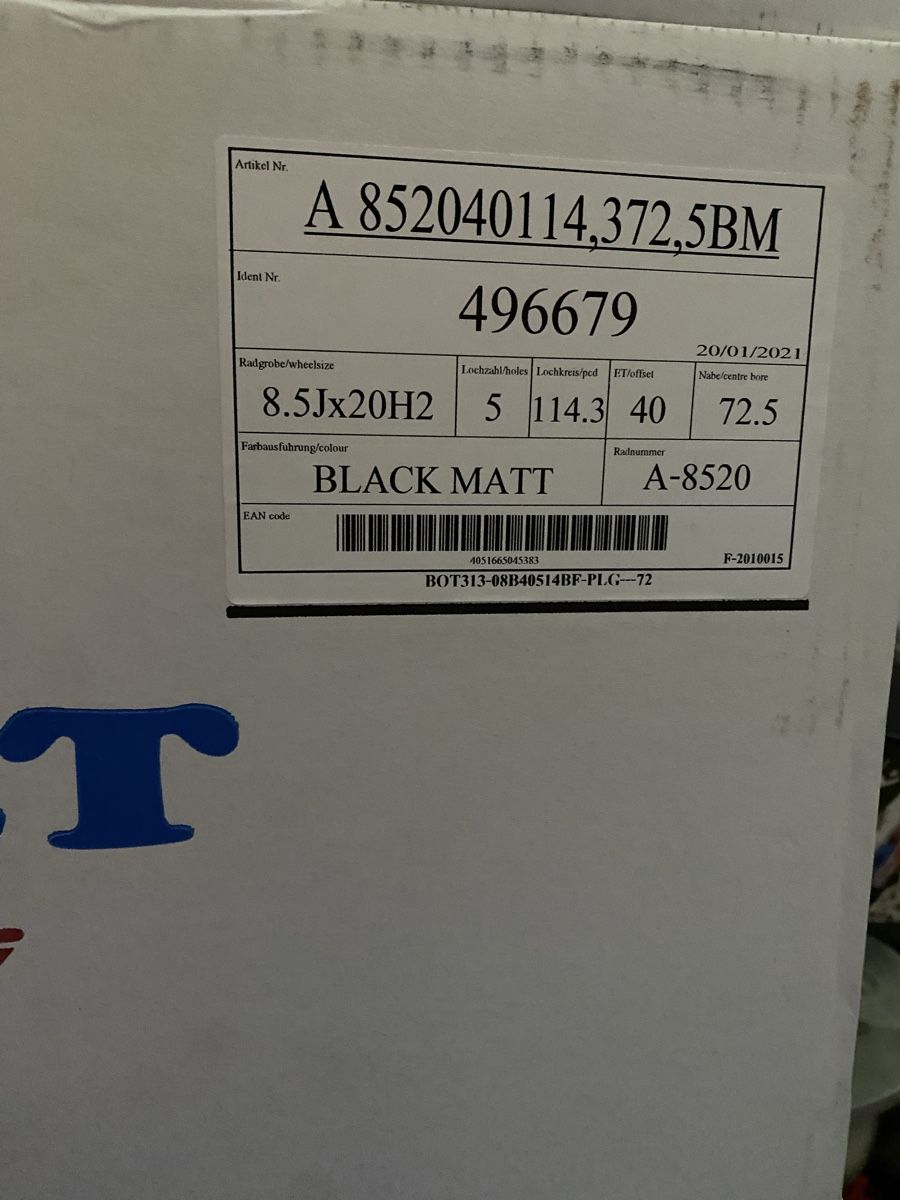 Artikel Nr.
A 852040114,372,5BM
Ident Nr.
496679
20/01/2021
Radgrobe/wheelsize
8.5Jx20H2
Lochzahl/holes
5
Lochkreis/pcd
114.3
ET/offset
40
Nabe/centre bore
72.5
Farbausfuhrung/colour
BLACK MATT
Radnummer
A-8520
EAN code
4051665045383
F-2010015
BOT313-08B40514BF-PLG---72
T